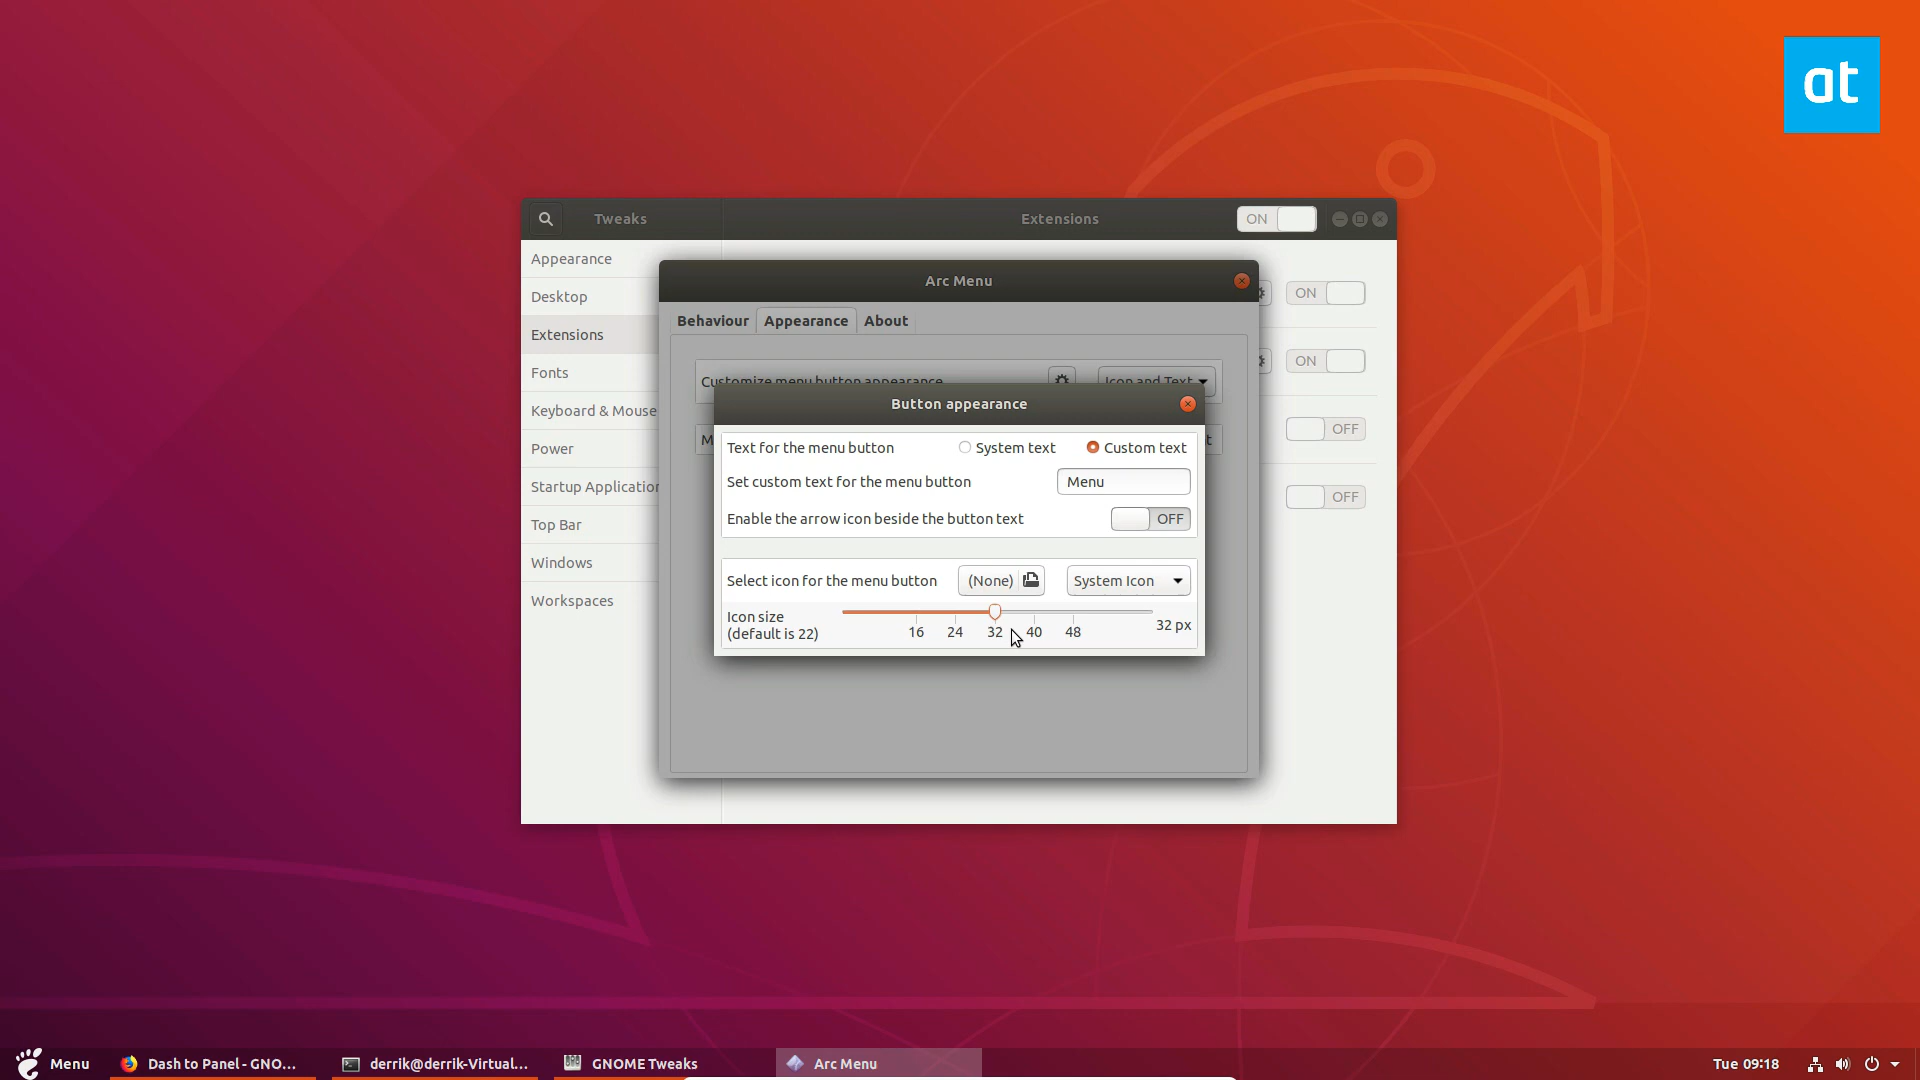 at
Tweaks
Extensions
ON
Appearance
Desktop
Extensions
Fonts
Keyboard & Mouse
Power
Startup Application
Top Bar
Windows
Workspaces
ON
ON
OFF
OFF
Arc Menu
Behaviour Appearance About
Customize menu button appearance Icon and Text
Button appearance
Text for the menu button System text Custom text
Set custom text for the menu button Menu
Enable the arrow icon beside the button text OFF
Select icon for the menu button (None) System Icon
Icon size
(default is 22)
16 24 32 40 48
32 px
Menu Dash to Panel - GNO... derrik@derrik-Virtual... GNOME Tweaks Arc Menu Tue 09:18